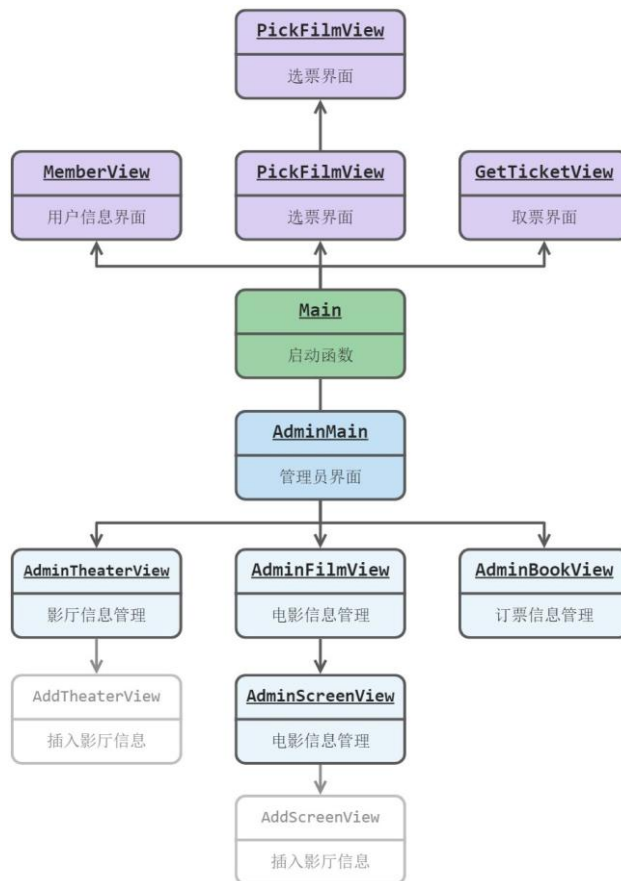 PickFilmView
选票界面
MemberView
PickFilmView
GetTicketView
用户信息界面
选票界面
取票界面
Main
启动函数
AdminMain
管理员界面
AdminTheaterView
AdminFilmView
AdminBookView
影厅信息管理
电影信息管理
订票信息管理
AddTheaterView
AdminScreenView
插入影厅信息
电影信息管理
AddScreenView
插入影厅信息